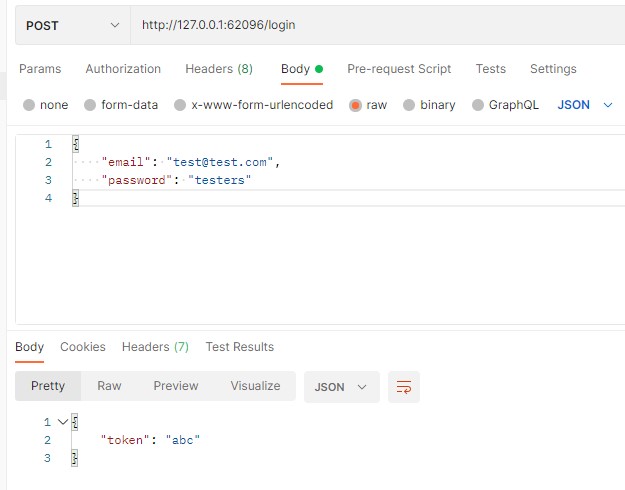 POST http://127.0.0.1:62096/login
Params Authorization Headers (8) Body Pre-request Script Tests Settings
none form-data x-www-form-urlencoded raw binary GraphQL JSON
1 {
2 "email": "test@test.com",
3 "password": "testers"
4 }
Body Cookies Headers (7) Test Results
Pretty Raw Preview Visualize JSON
1 {
2 "token": "abc"
3 }